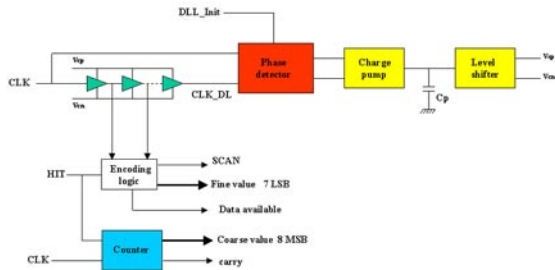 DLL_Init
Phase
detector
Charge
pump
Level
shifter
Vcp
Vcn
Cp
CLK
Vcp
Vcn
CLK_DL
HIT
Encoding
logic
SCAN
Fine value 7 LSB
Data available
CLK
Counter
Coarse value 8 MSB
carry